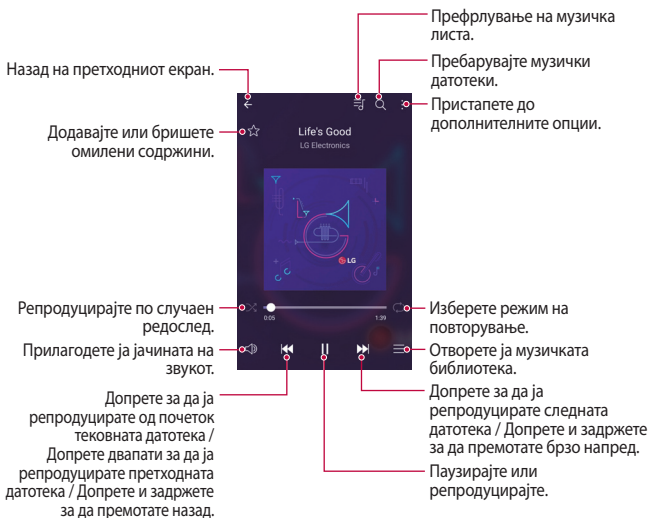 Префрлување на музичка
листа.
Назад на претходниот екран.
Пребарувајте музички
датотеки.
Пристапете до
дополнителните опции.
Додавајте или бришете
омилени содржини.
Life's Good
LG Electronics
LG
Репродуцирајте по случаен
редослед.
0:05
1:39
Изберете режим на
повторување.
Прилагодете ја јачината на
звукот.
Отворете ја музичката
библиотека.
Допрете за да ја
репродуцирате од почеток
тековната датотека /
Допрете двапати за да ја
репродуцирате претходната
датотека / Допрете и задржете
за да премотате назад.
Допрете за да ја
репродуцирате следната
датотека / Допрете и задржете
за да премотате брзо напред.
Паузирајте или
репродуцирајте.